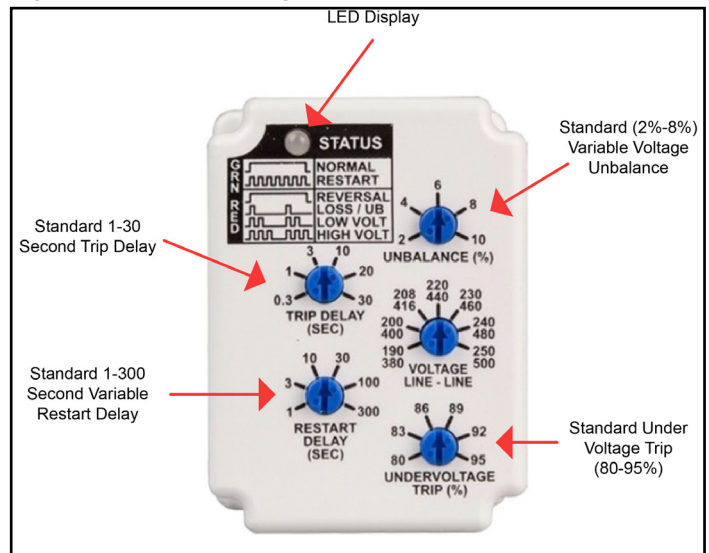 LED Display
STATUS
GRN
NORMAL
RESTART
RED
REVERSAL
LOSS / UB
LOW VOLT
HIGH VOLT
Standard (2%-8%)
Variable Voltage
Unbalance
2 4 6 8 10
UNBALANCE (%)
Standard 1-30
Second Trip Delay
0.3 1 3 10 20 30
TRIP DELAY
(SEC)
190 380
200 400
208 416
220 440
230 460
240 480
250 500
VOLTAGE
LINE - LINE
Standard 1-300
Second Variable
Restart Delay
1 3 10 30 100 300
RESTART
DELAY
(SEC)
80 83 86 89 92 95
UNDERVOLTAGE
TRIP (%)
Standard Under
Voltage Trip
(80-95%)